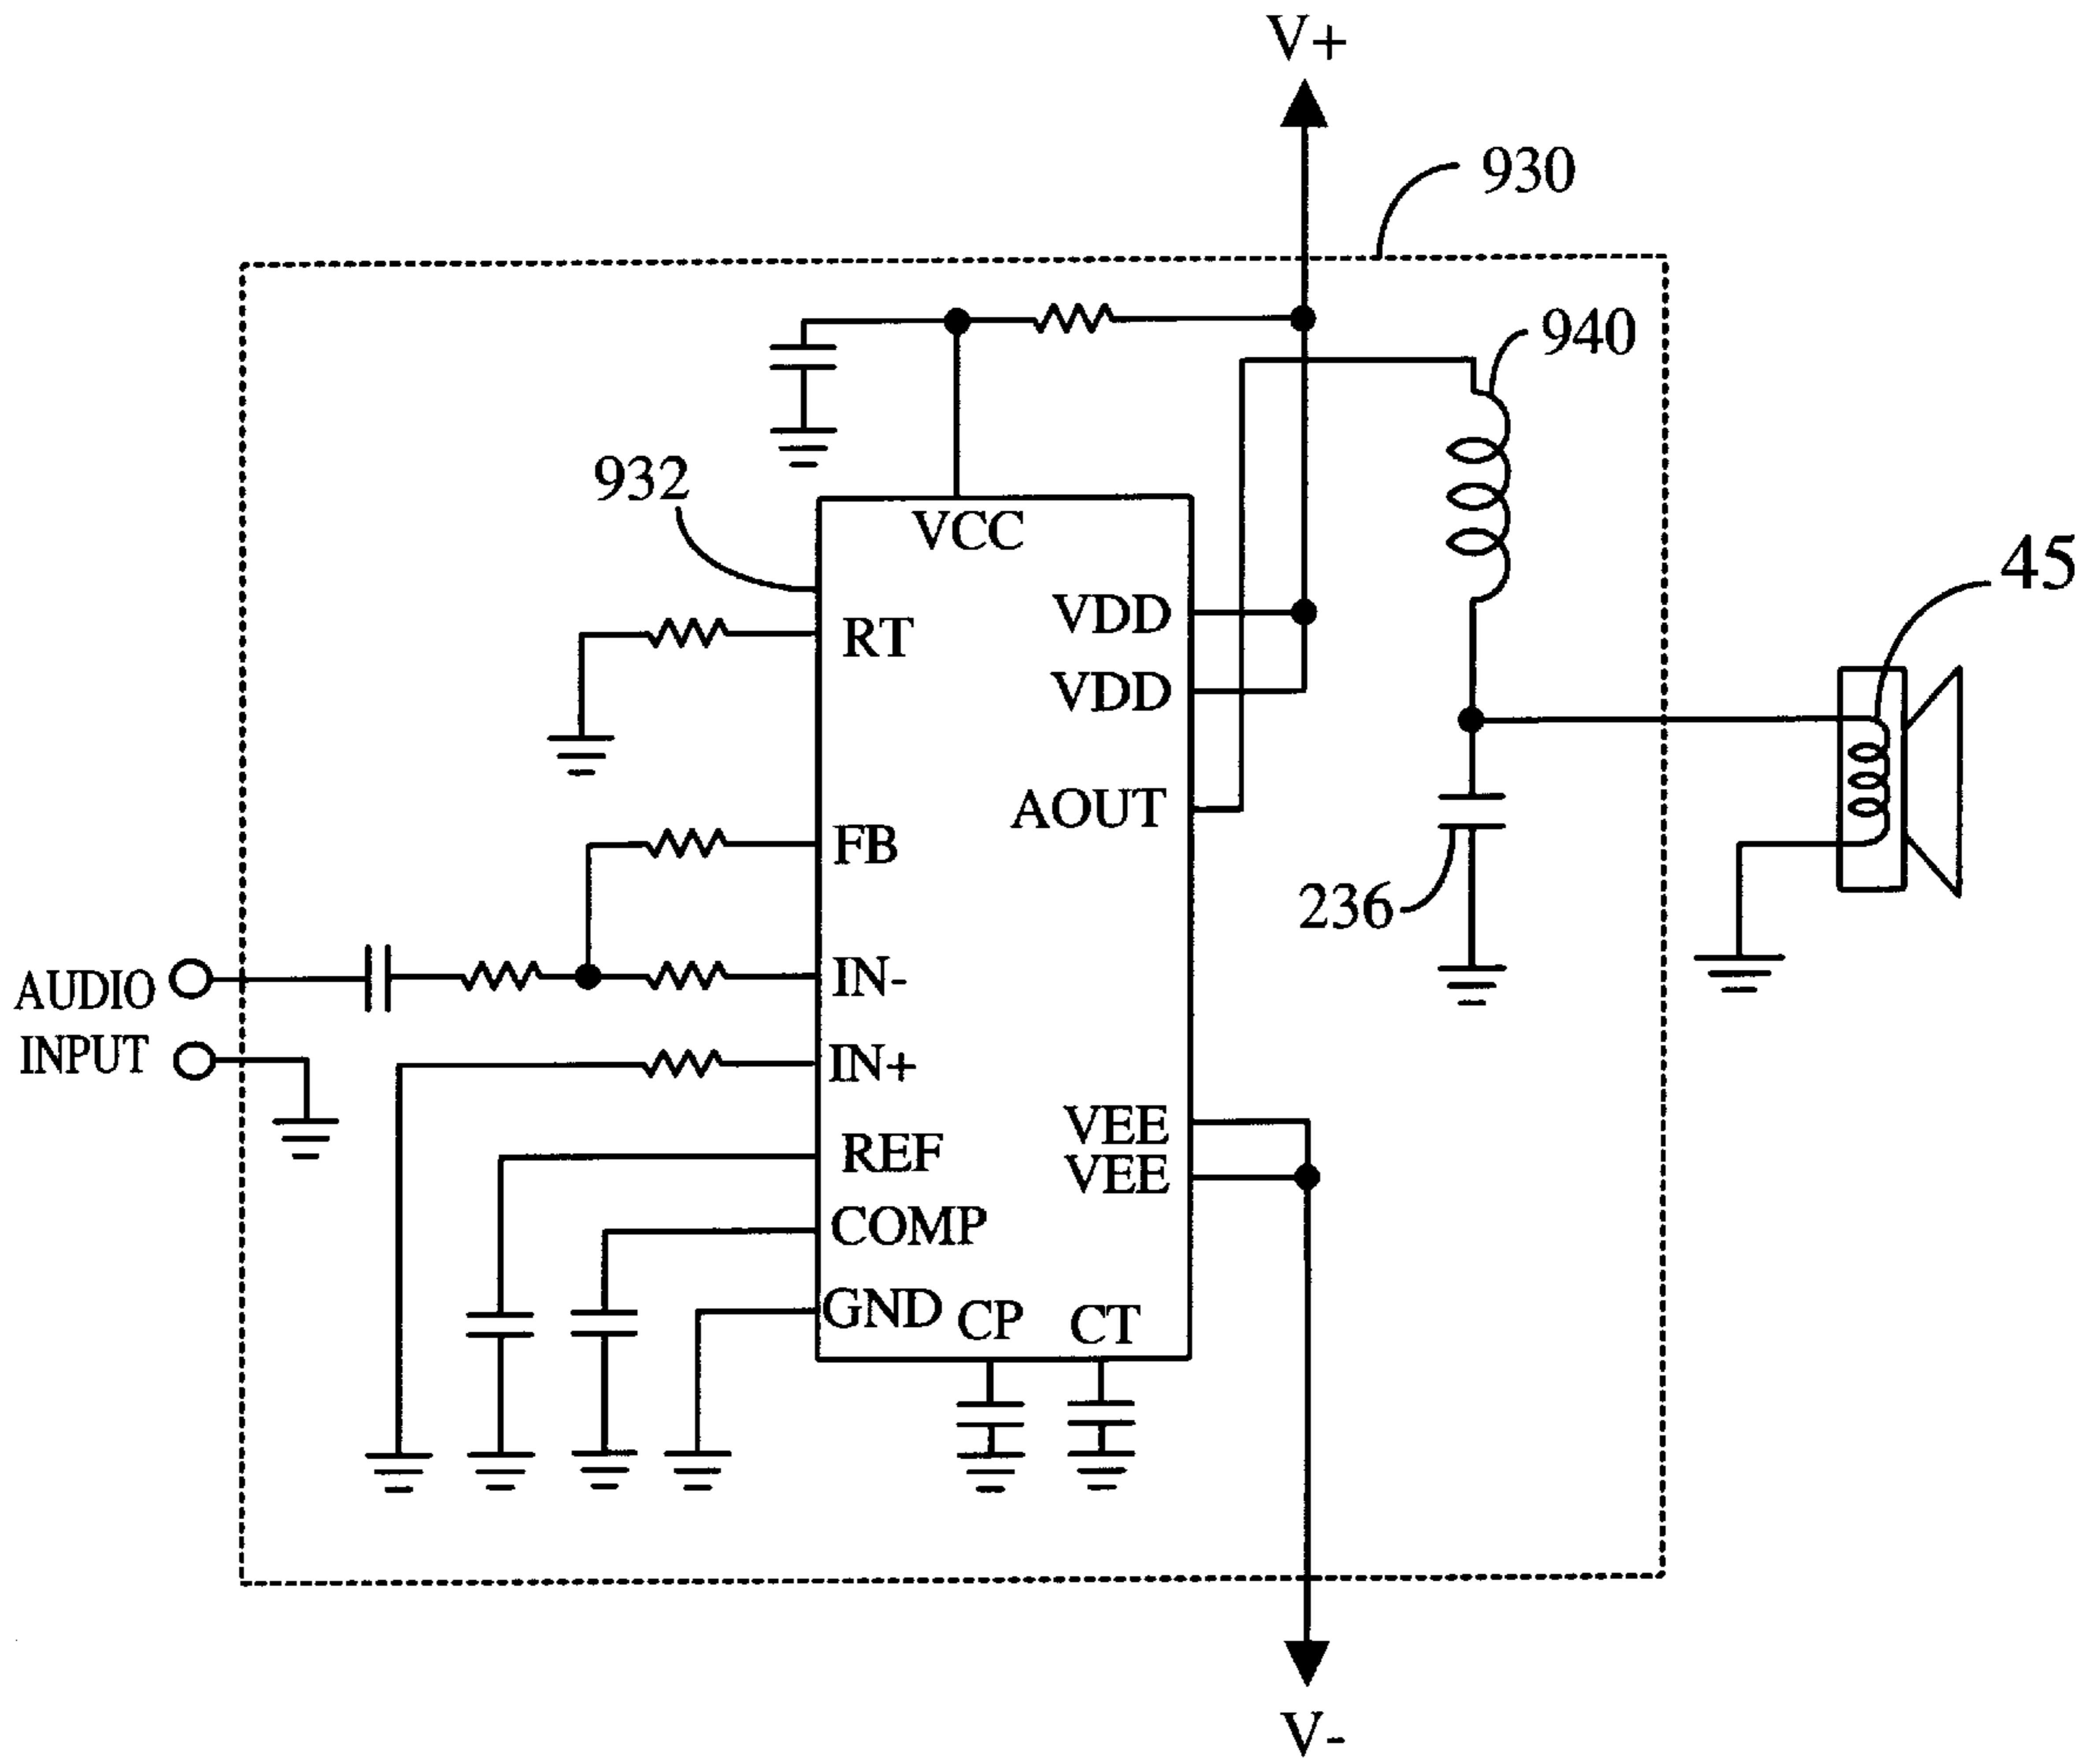 V+
930
940
932
VCC
45
RT
VDD
VDD
AOUT
FB
236
IN-
AUDIO
INPUT
IN+
VEE
REF
VEE
COMP
GND
CP
CT
V-